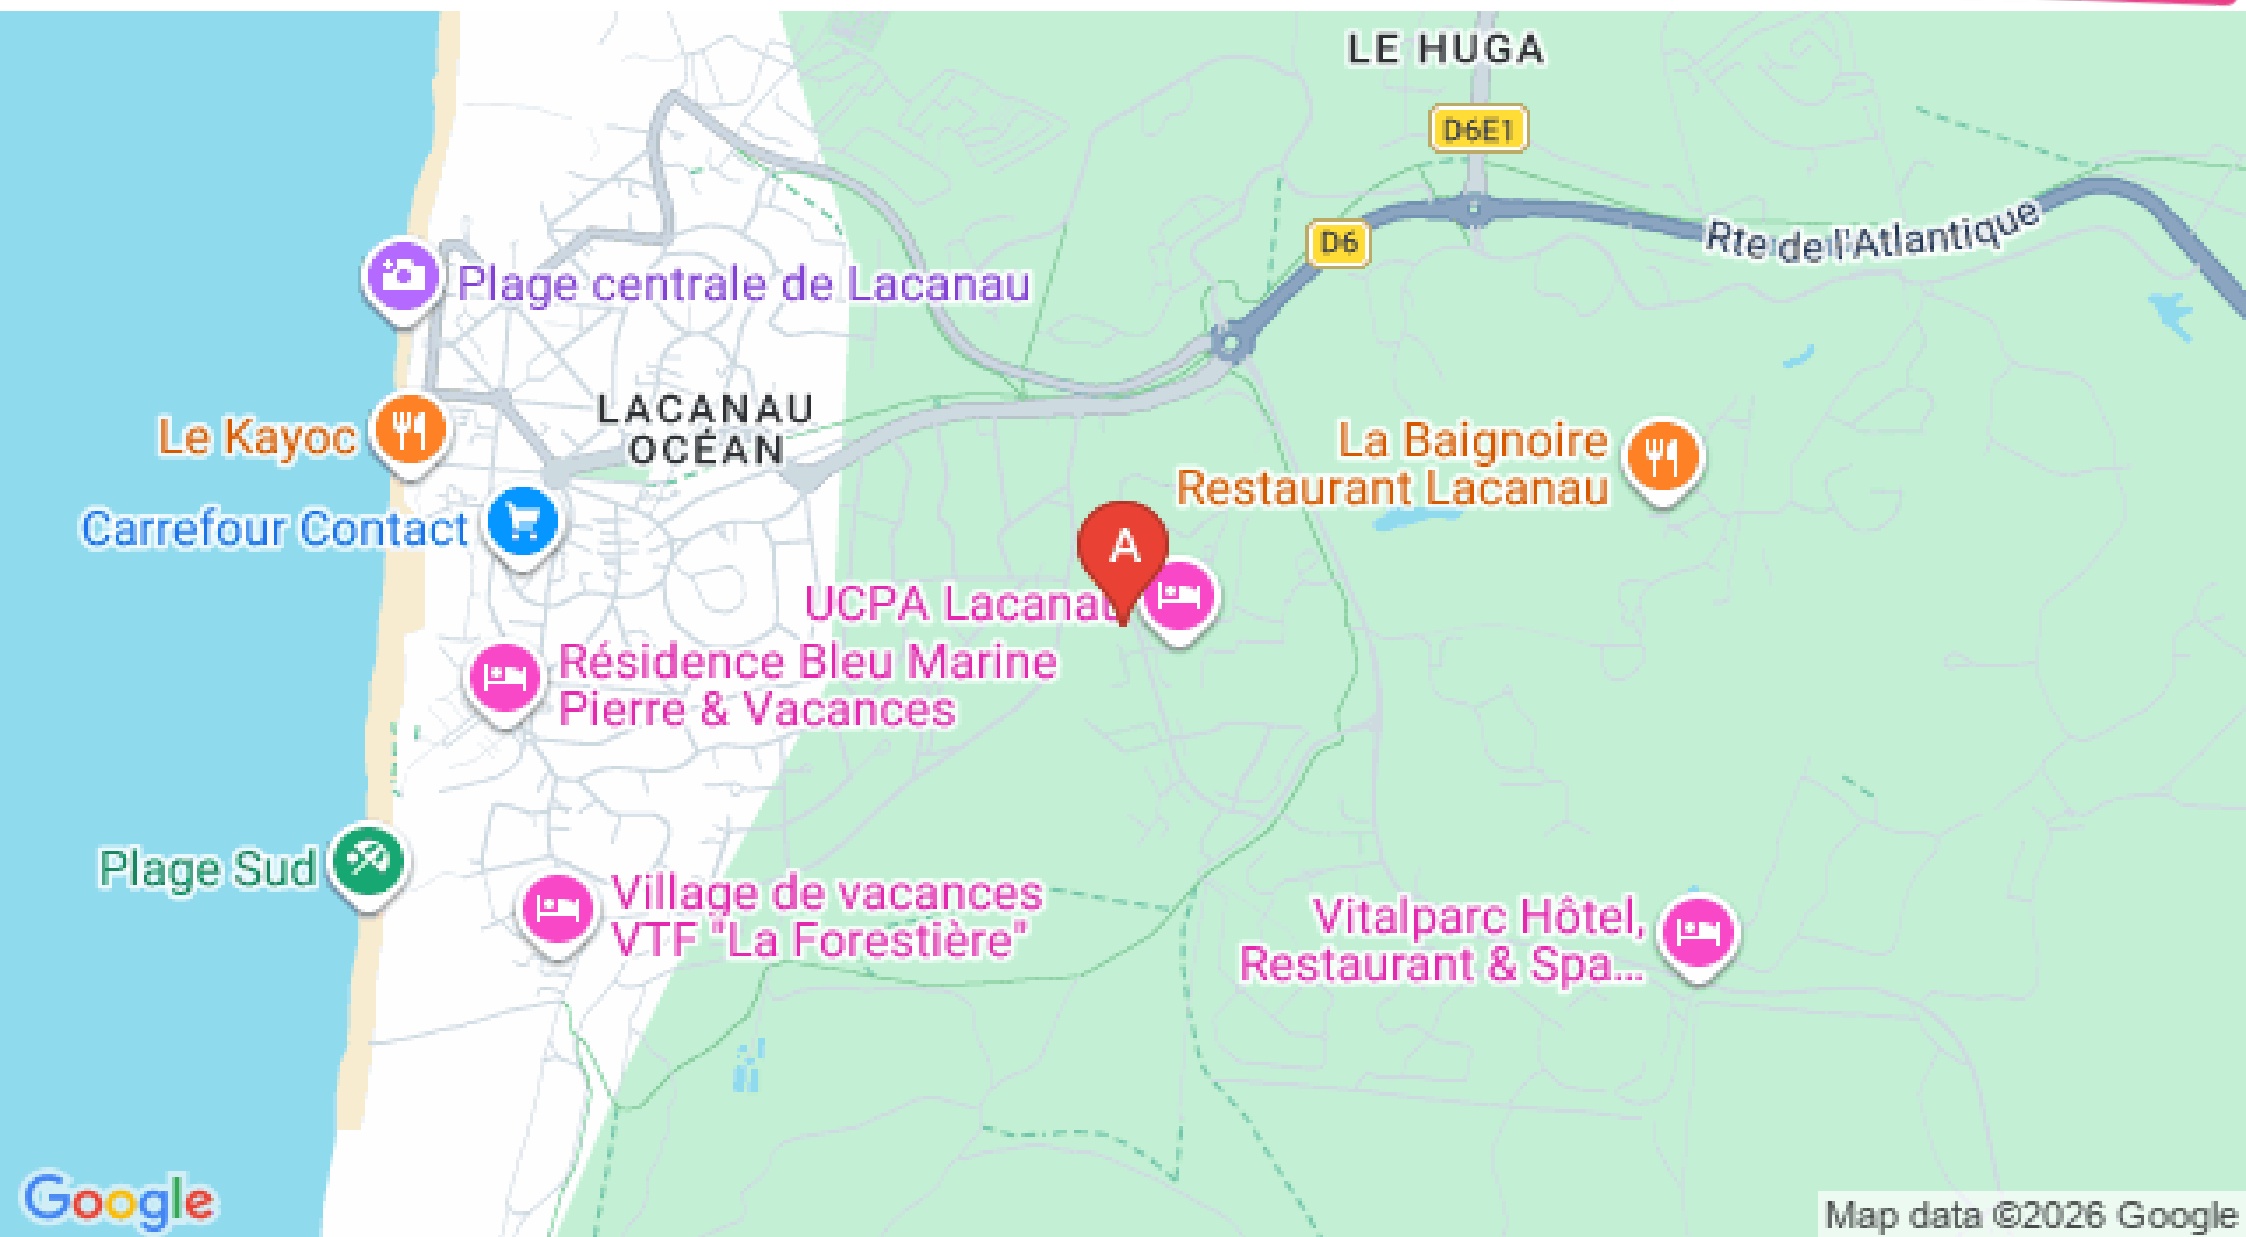 LE HUGA
D6E1
D6
Rte de l'Atlantique
Plage centrale de Lacanau
LACANAU
OCÉAN
Le Kayoc
La Baignoire
Restaurant Lacanau
Carrefour Contact
A
UCPA Lacanau
Résidence Bleu Marine
Pierre & Vacances
Plage Sud
Village de vacances
VTF "La Forestière"
Vitalparc Hôtel,
Restaurant & Spa...
Google
Map data ©2026 Google